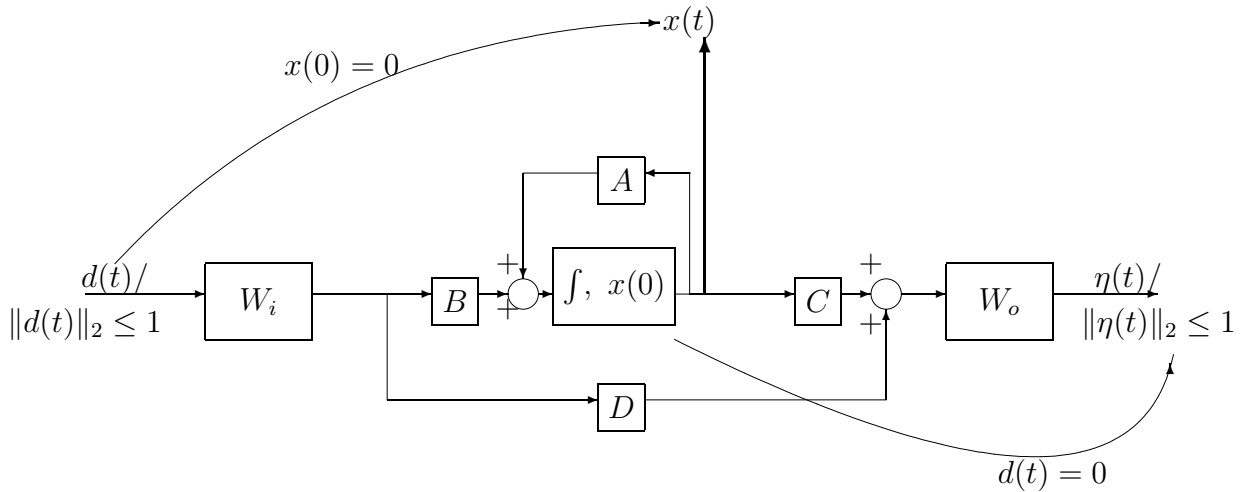 x(t)
x(0) = 0
A
d(t)/
‖d(t)‖₂ ≤ 1
W_i
B
+
+
∫, x(0)
C
+
+
W_o
η(t)/
‖η(t)‖₂ ≤ 1
D
d(t) = 0